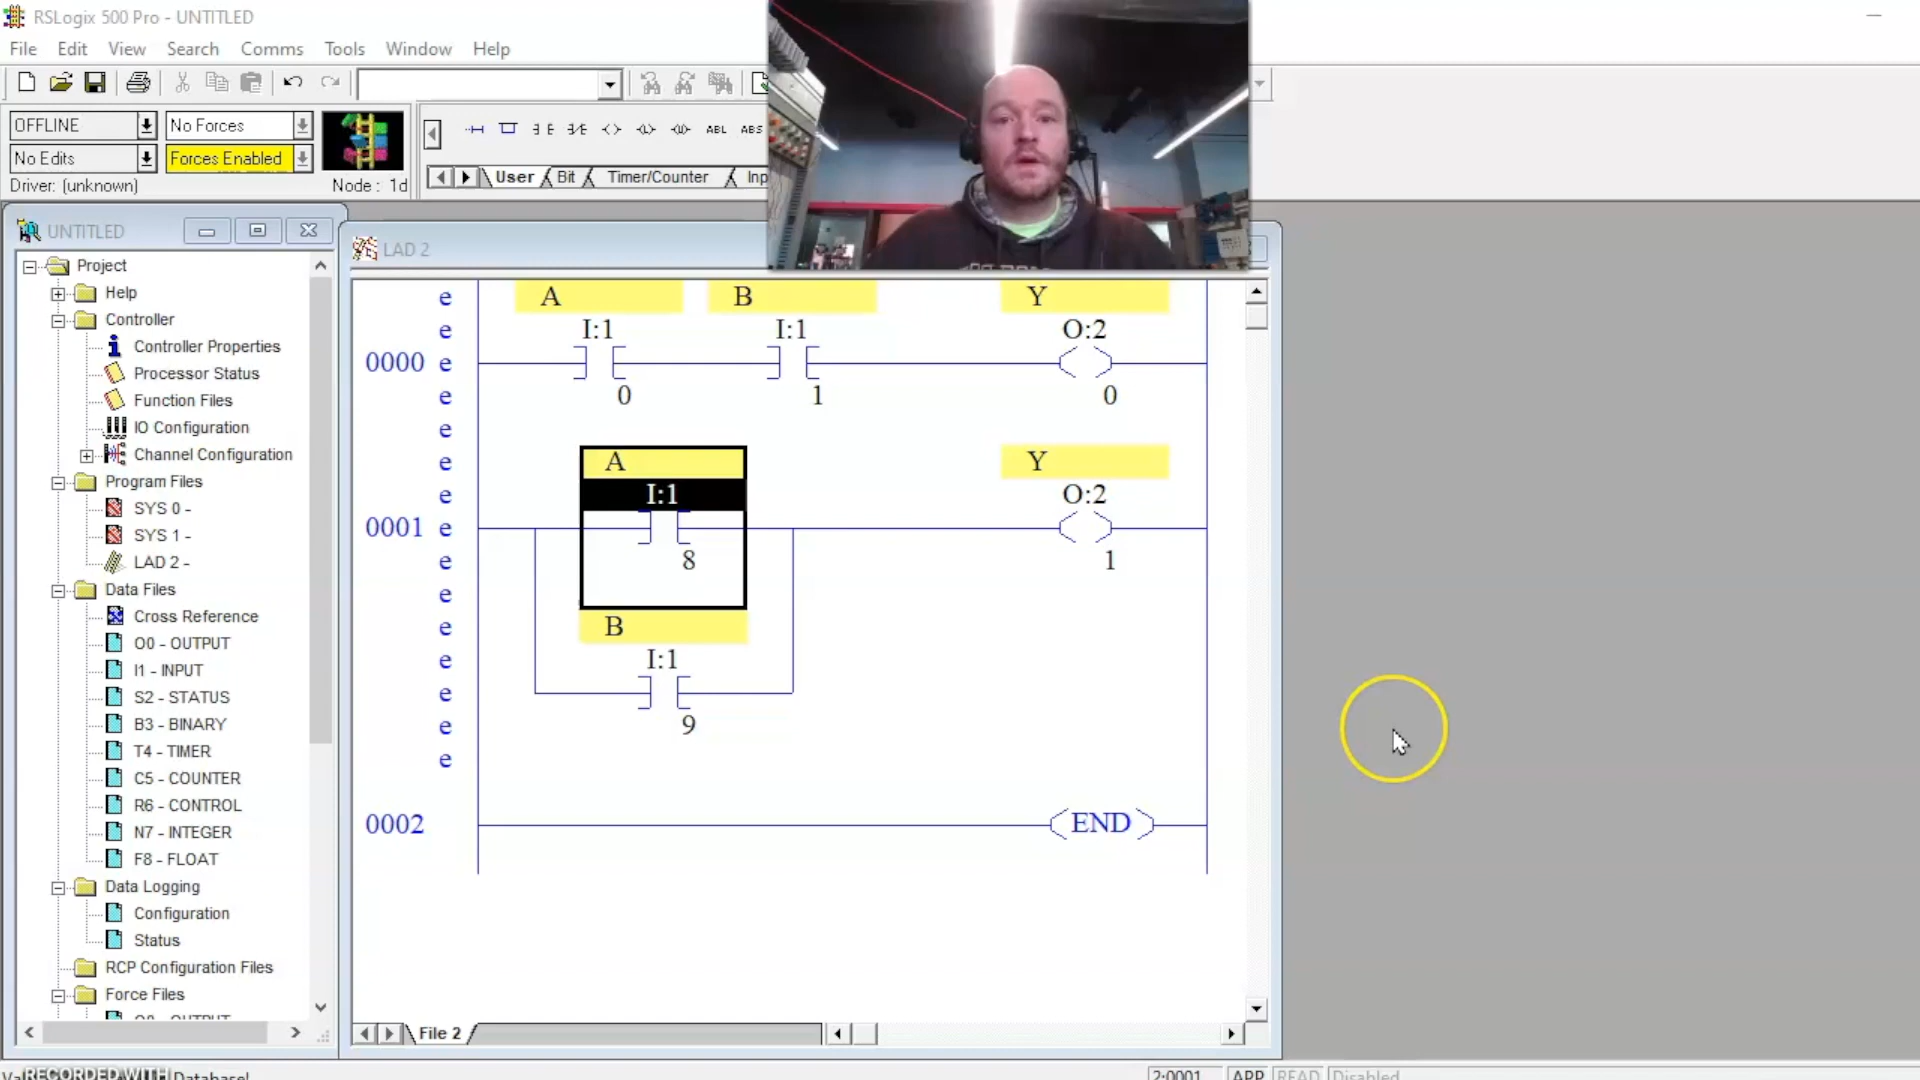 RSLogix 500 Pro - UNTITLED
File Edit View Search Comms Tools Window Help
OFFLINE No Forces
No Edits Forces Enabled
Driver: (unknown) Node : 1d
ABL ABS
User Bit Timer/Counter Inp
UNTITLED
Project
Help
Controller
Controller Properties
Processor Status
Function Files
IO Configuration
Channel Configuration
Program Files
SYS 0 -
SYS 1 -
LAD 2 -
Data Files
Cross Reference
O0 - OUTPUT
I1 - INPUT
S2 - STATUS
B3 - BINARY
T4 - TIMER
C5 - COUNTER
R6 - CONTROL
N7 - INTEGER
F8 - FLOAT
Data Logging
Configuration
Status
RCP Configuration Files
Force Files
O0 - OUTPUT
LAD 2
e A B Y
e I:1 I:1 O:2
0000 e
e 0 1 0
e
e A Y
e I:1 O:2
0001 e
e 8 1
e
e B
e I:1
e
e 9
e
0002 END
File 2
RECORDED WITH Database!
2:0001 APP READ Disabled